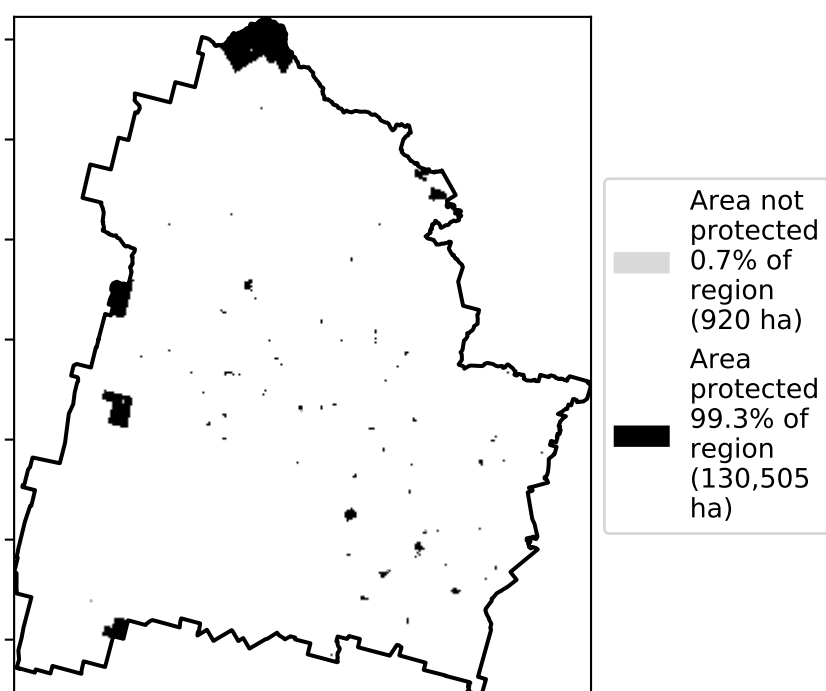 Area not
protected
0.7% of
region
(920 ha)
Area
protected
99.3% of
region
(130,505
ha)